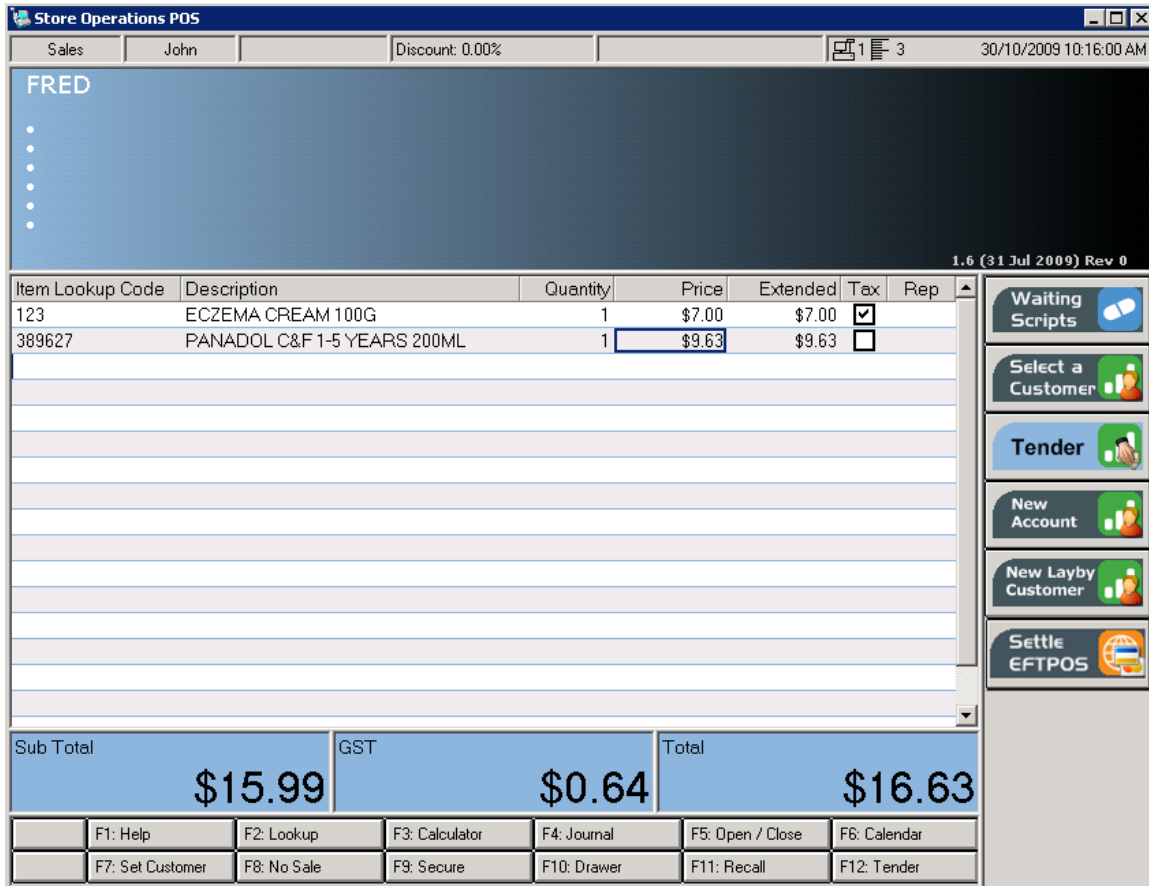 Store Operations POS
Sales John Discount: 0.00% 1 3 30/10/2009 10:16:00 AM
FRED
1.6 (31 Jul 2009) Rev 0
Item Lookup Code Description Quantity Price Extended Tax Rep
123 ECZEMA CREAM 100G 1 $7.00 $7.00
389627 PANADOL C&F 1-5 YEARS 200ML 1 $9.63 $9.63
Waiting
Scripts
Select a
Customer
Tender
New
Account
New Layby
Customer
Settle
EFTPOS
Sub Total GST Total
$15.99 $0.64 $16.63
F1: Help F2: Lookup F3: Calculator F4: Journal F5: Open / Close F6: Calendar
F7: Set Customer F8: No Sale F9: Secure F10: Drawer F11: Recall F12: Tender